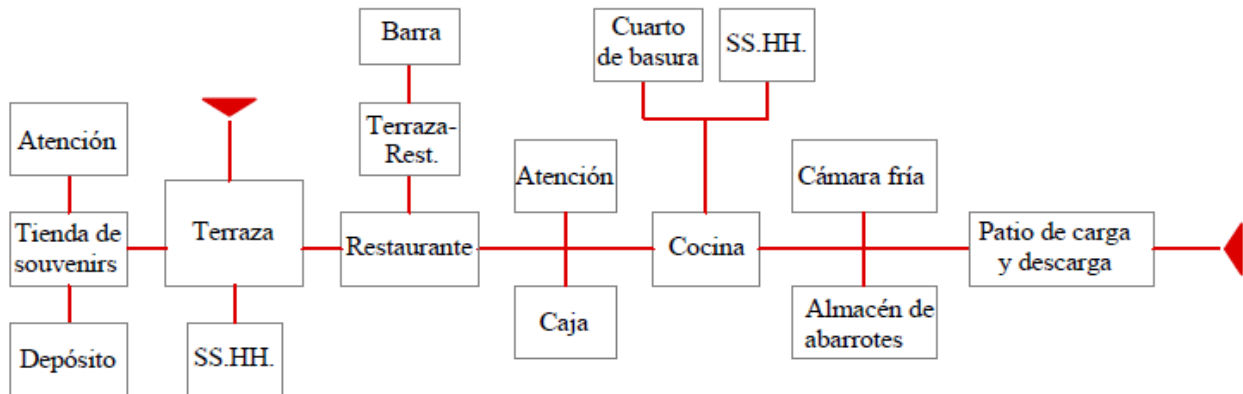 Barra
Cuarto
de basura
SS.HH.
Atención
Terraza-
Rest.
Atención
Cámara fría
Tienda de
souvenirs
Terraza
Restaurante
Cocina
Patio de carga
y descarga
Depósito
SS.HH.
Caja
Almacén de
abarrotes